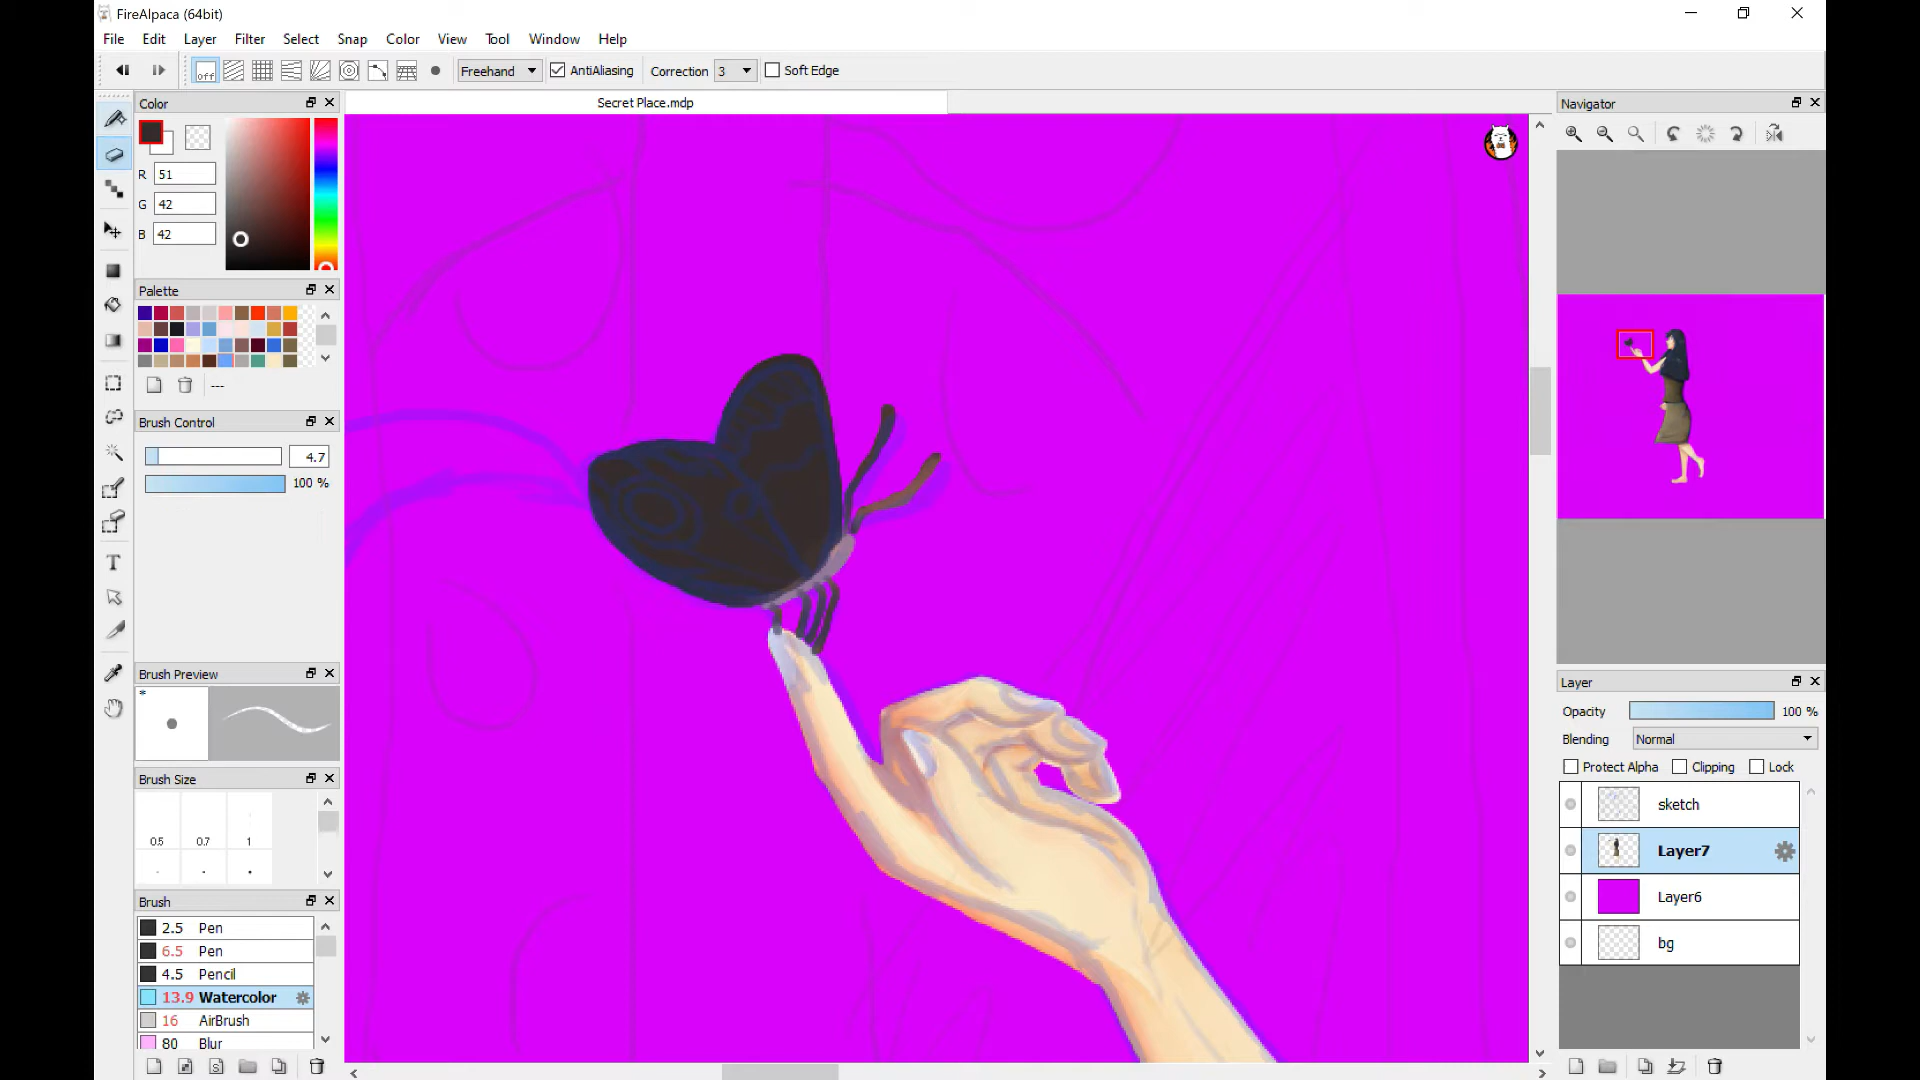 FireAlpaca (64bit)
File Edit Layer Filter Select Snap Color View Tool Window Help
off Freehand AntiAliasing Correction 3 Soft Edge
Color
Secret Place.mdp
Navigator
R 51
G 42
B 42
Palette
---
Brush Control
4.7
100 %
Brush Preview
*
Brush Size
0.5 0.7 1
Brush
2.5 Pen
6.5 Pen
4.5 Pencil
13.9 Watercolor
16 AirBrush
80 Blur
S
Layer
Opacity 100 %
Blending Normal
Protect Alpha Clipping Lock
sketch
Layer7
Layer6
bg